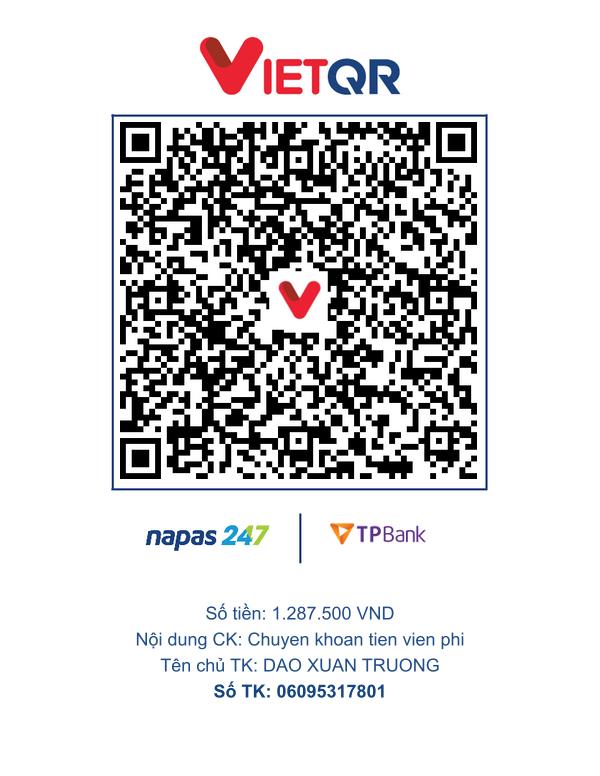 VIETQR
napas 247
TPBank
Số tiền: 1.287.500 VND
Nội dung CK: Chuyen khoan tien vien phi
Tên chủ TK: DAO XUAN TRUONG
Số TK: 06095317801